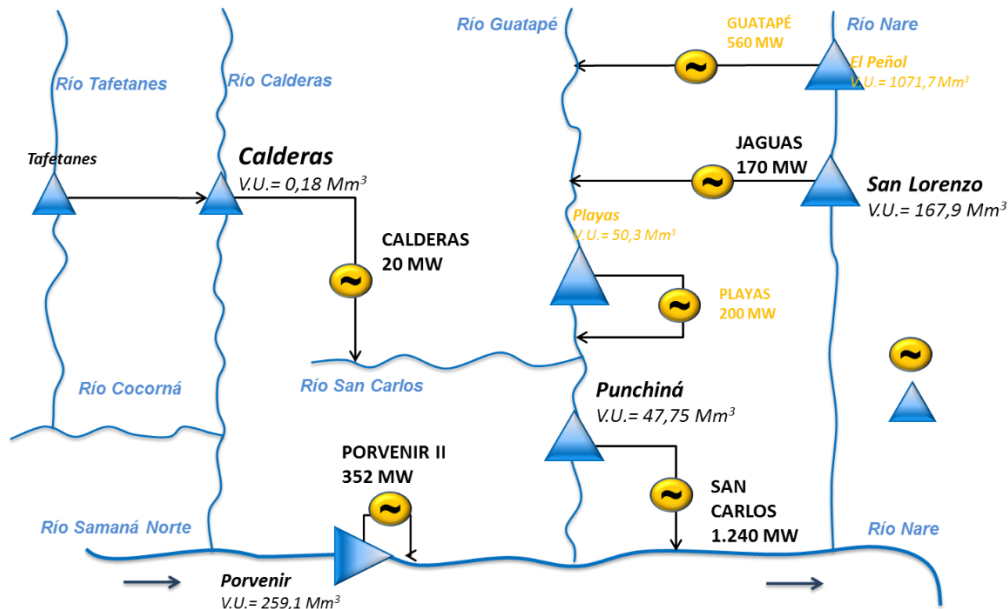 Río Guatapé
GUATAPÉ
560 MW
Río Nare
El Peñol
V.U.= 1071,7 Mm³
Río Tafetanes
Río Calderas
Tafetanes
Calderas
V.U.= 0,18 Mm³
JAGUAS
170 MW
San Lorenzo
V.U.= 167,9 Mm³
Playas
V.U.= 50,3 Mm³
CALDERAS
20 MW
PLAYAS
200 MW
Río Cocorná
Río San Carlos
Punchiná
V.U.= 47,75 Mm³
PORVENIR II
352 MW
SAN
CARLOS
1.240 MW
Río Samaná Norte
Río Nare
Porvenir
V.U.= 259,1 Mm³